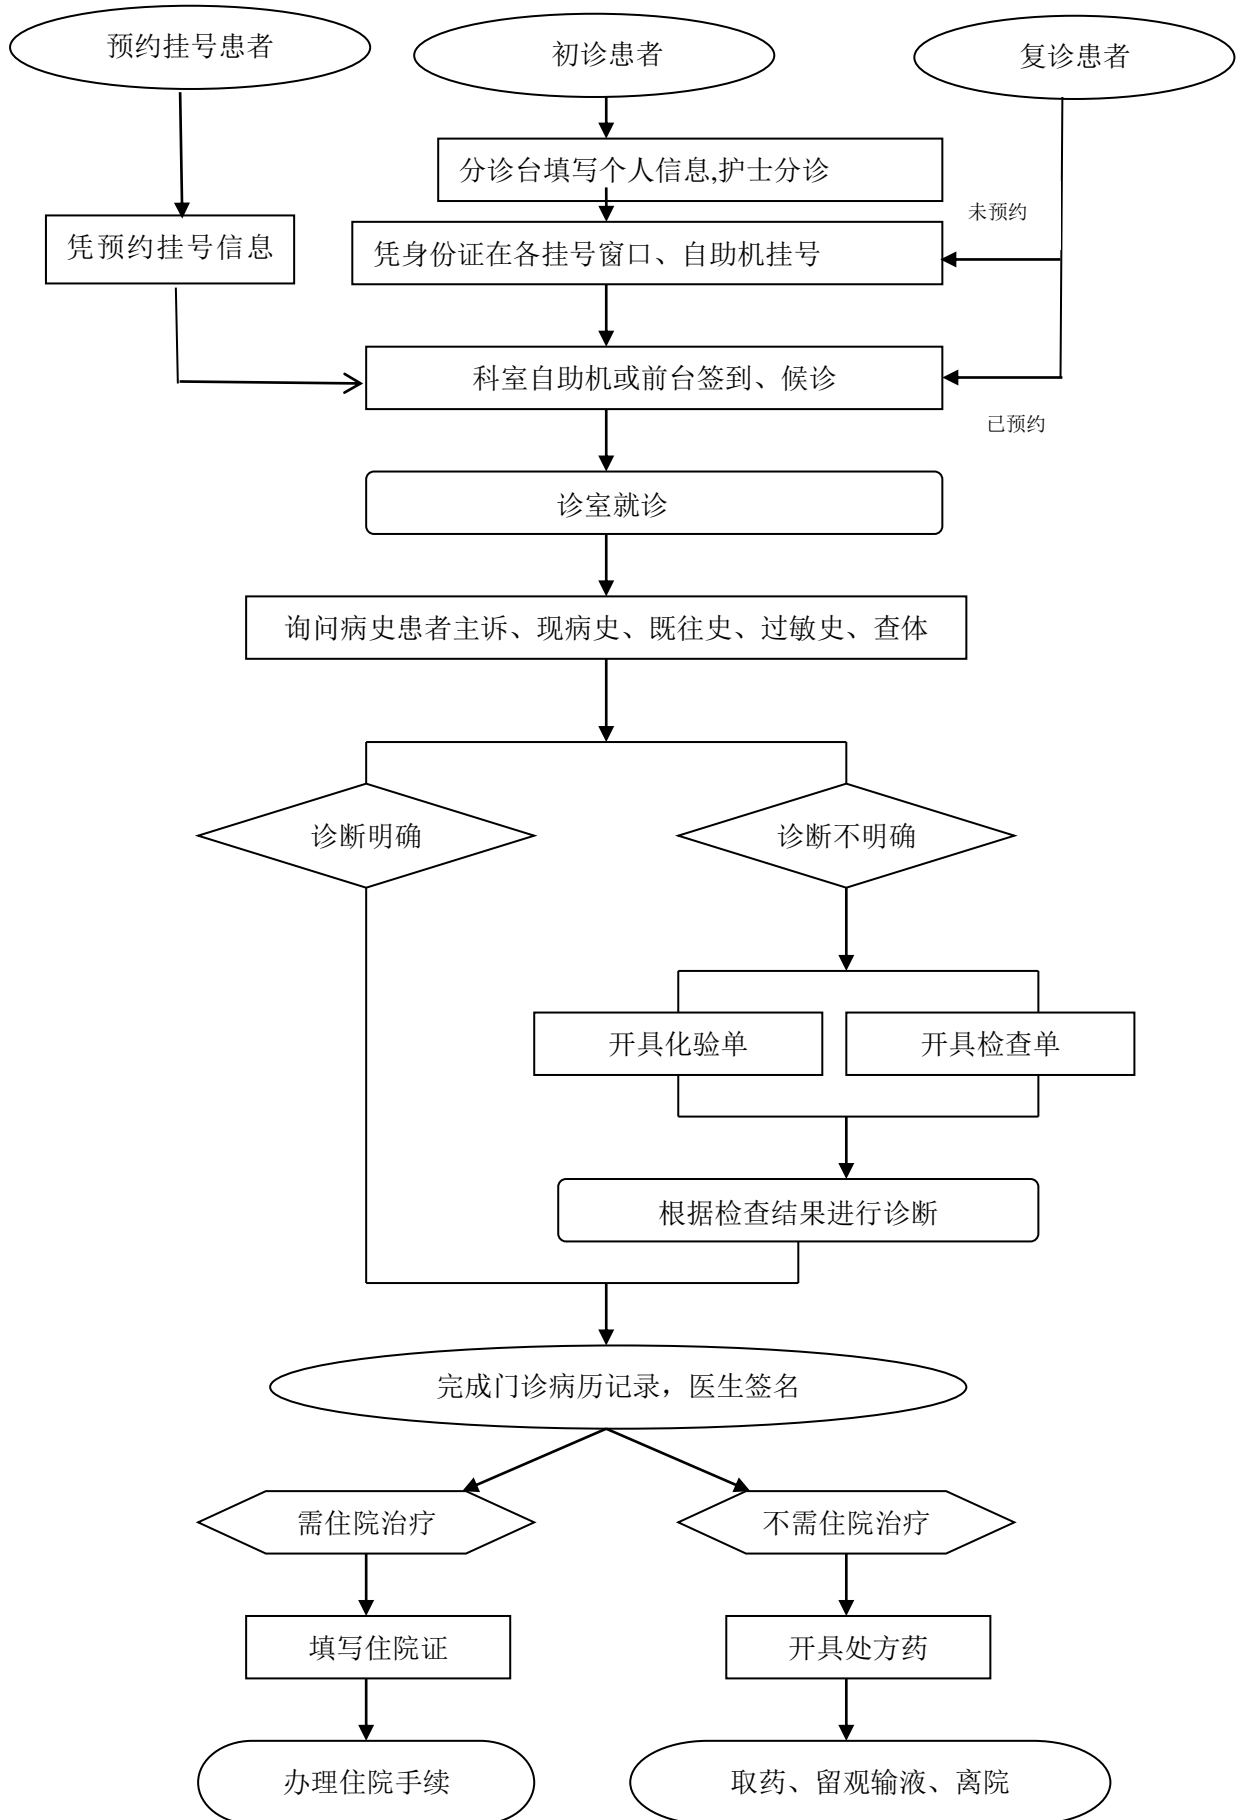 预约挂号患者
初诊患者
复诊患者
分诊台填写个人信息,护士分诊
未预约
凭预约挂号信息
凭身份证在各挂号窗口、自助机挂号
科室自助机或前台签到、候诊
已预约
诊室就诊
询问病史患者主诉、现病史、既往史、过敏史、查体
诊断明确
诊断不明确
开具化验单
开具检查单
根据检查结果进行诊断
完成门诊病历记录，医生签名
需住院治疗
不需住院治疗
填写住院证
开具处方药
办理住院手续
取药、留观输液、离院